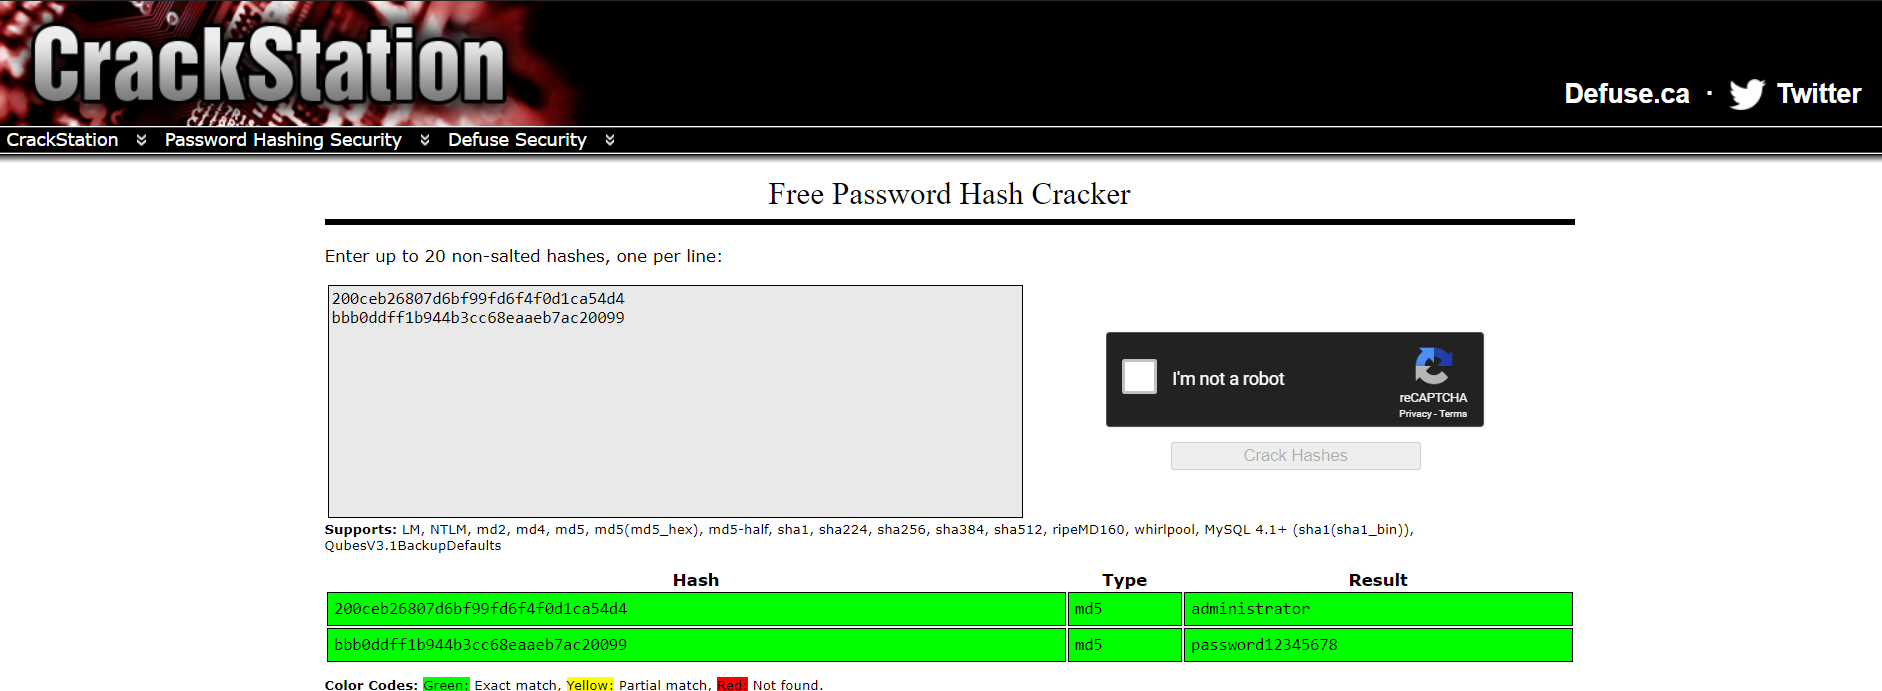 CrackStation
Defuse.ca · Twitter
CrackStation Password Hashing Security Defuse Security
Free Password Hash Cracker
Enter up to 20 non-salted hashes, one per line:
200ceb26807d6bf99fd6f4f0d1ca54d4
bbb0ddff1b944b3cc68eaaeb7ac20099
I'm not a robot
reCAPTCHA
Privacy - Terms
Crack Hashes
Supports: LM, NTLM, md2, md4, md5, md5(md5_hex), md5-half, sha1, sha224, sha256, sha384, sha512, ripeMD160, whirlpool, MySQL 4.1+ (sha1(sha1_bin)),
QubesV3.1BackupDefaults
Hash Type Result
200ceb26807d6bf99fd6f4f0d1ca54d4 md5 administrator
bbb0ddff1b944b3cc68eaaeb7ac20099 md5 password12345678
Color Codes: Green: Exact match, Yellow: Partial match, Red: Not found.